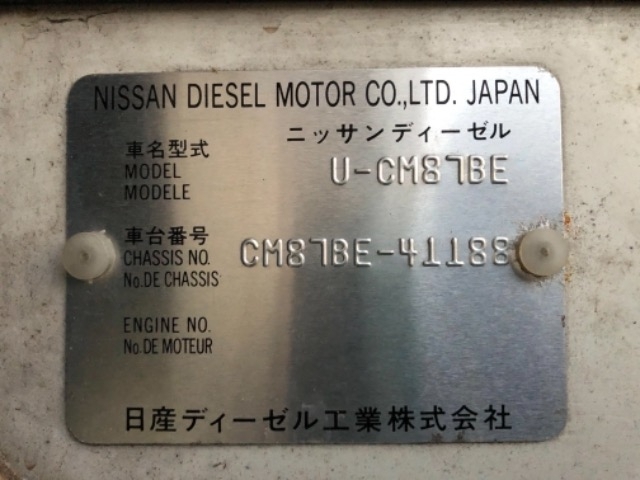 NISSAN DIESEL MOTOR CO.,LTD. JAPAN
ニッサンディーゼル
車名型式
MODEL
MODELE
U-CM87BE
車台番号
CHASSIS NO.
No.DE CHASSIS
CM87BE-41188
ENGINE NO.
No.DE MOTEUR
日産ディーゼル工業株式会社